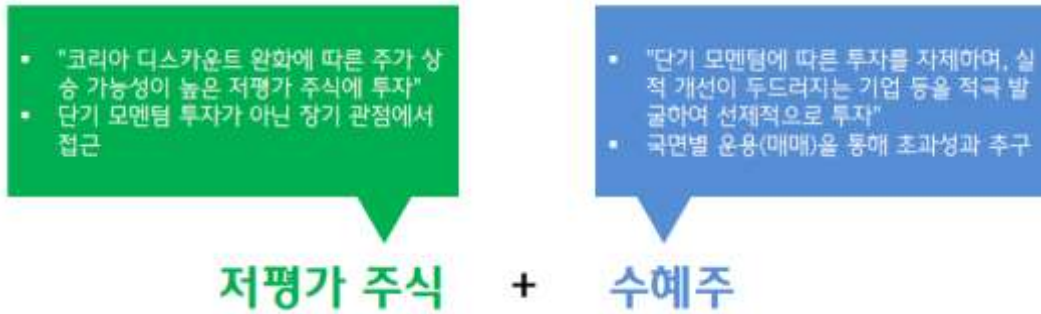 ▪ "코리아 디스카운트 완화에 따른 주가 상
승 가능성이 높은 저평가 주식에 투자"
▪ 단기 모멘텀 투자가 아닌 장기 관점에서
접근
▪ "단기 모멘텀에 따른 투자를 자제하며, 실
적 개선이 두드러지는 기업 등을 적극 발
굴하여 선제적으로 투자"
▪ 국면별 운용(매매)을 통해 초과성과 추구
저평가 주식 + 수혜주